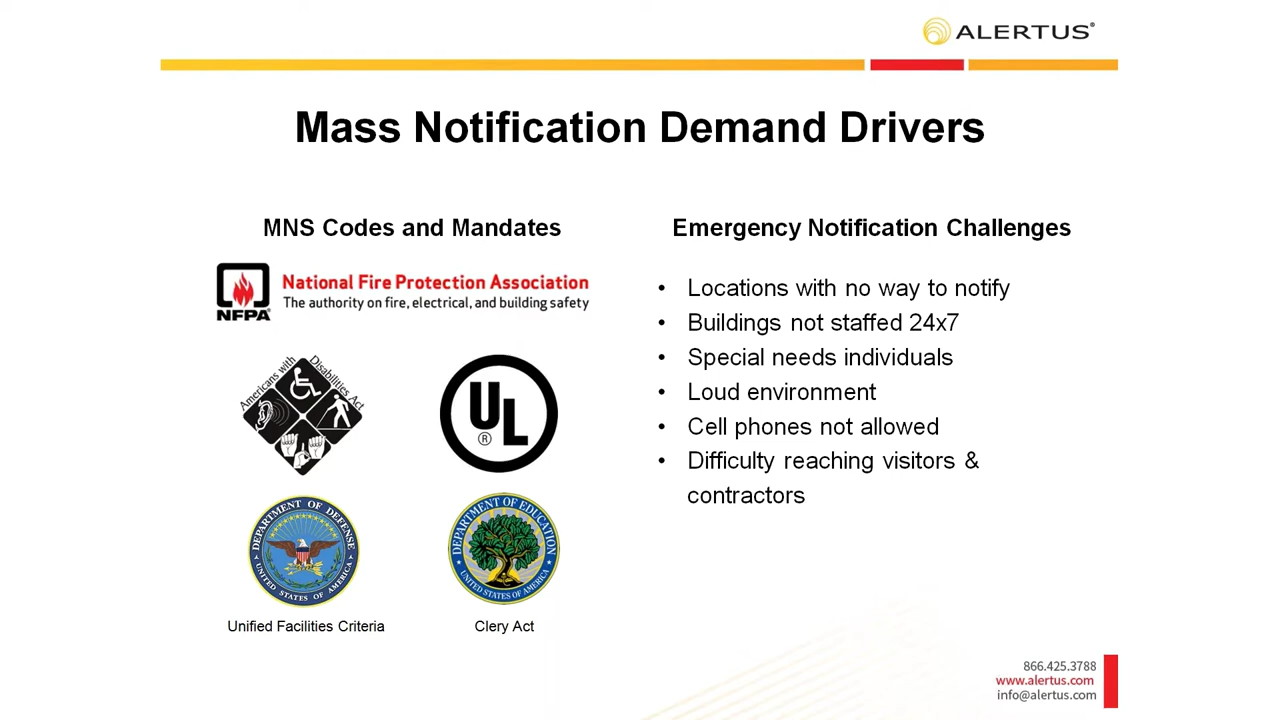 ALERTUS®
Mass Notification Demand Drivers
MNS Codes and Mandates
NFPA®
National Fire Protection Association
The authority on fire, electrical, and building safety
Americans with Disabilities Act
UL®
DEPARTMENT OF DEFENSE
UNITED STATES OF AMERICA
Unified Facilities Criteria
DEPARTMENT OF EDUCATION
UNITED STATES OF AMERICA
Clery Act
Emergency Notification Challenges
• Locations with no way to notify
• Buildings not staffed 24x7
• Special needs individuals
• Loud environment
• Cell phones not allowed
• Difficulty reaching visitors &
contractors
866.425.3788
www.alertus.com
info@alertus.com